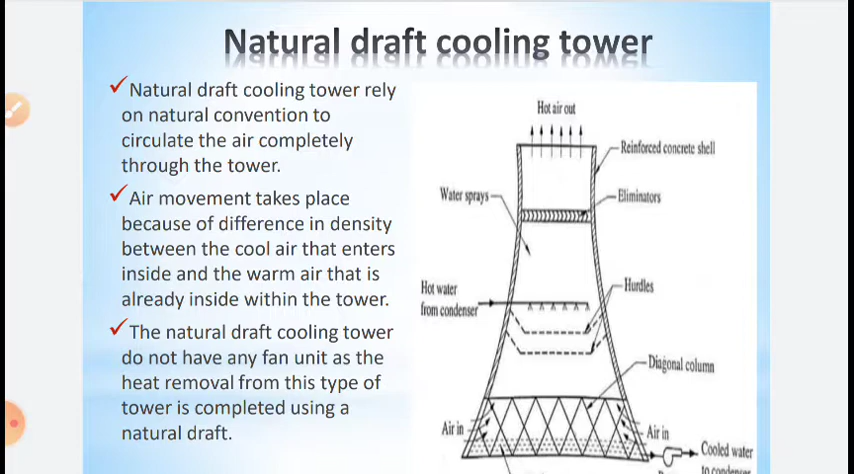 Natural draft cooling tower
Natural draft cooling tower rely
on natural convention to
circulate the air completely
through the tower.
Air movement takes place
because of difference in density
between the cool air that enters
inside and the warm air that is
already inside within the tower.
The natural draft cooling tower
do not have any fan unit as the
heat removal from this type of
tower is completed using a
natural draft.
Hot air out
Reinforced concrete shell
Water sprays
Eliminators
Hot water
from condenser
Hurdles
Diagonal column
Air in
Air in
Cooled water
to condenser